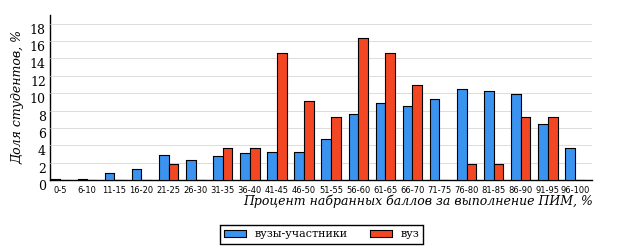 Доля студентов, %
18
16
14
12
10
8
6
4
2
0
0-5 6-10 11-15 16-20 21-25 26-30 31-35 36-40 41-45 46-50 51-55 56-60 61-65 66-70 71-75 76-80 81-85 86-90 91-95 96-100
Процент набранных баллов за выполнение ПИМ, %
вузы-участники вуз